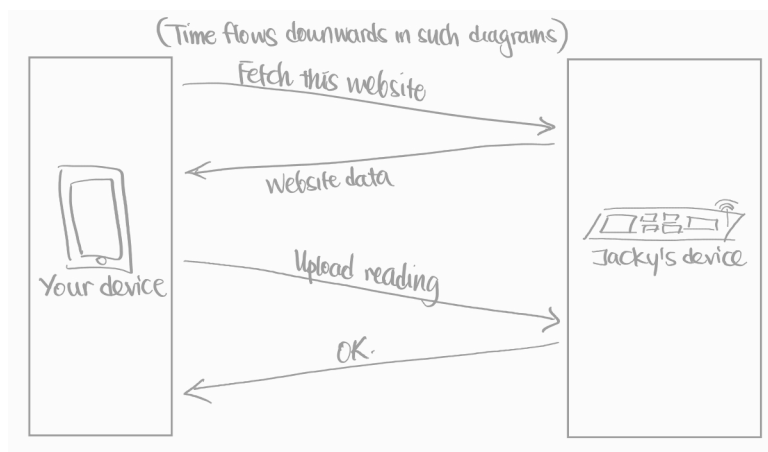 (Time flows downwards in such diagrams)
Fetch this website
Website data
Your device
Jacky's device
Upload reading
OK.